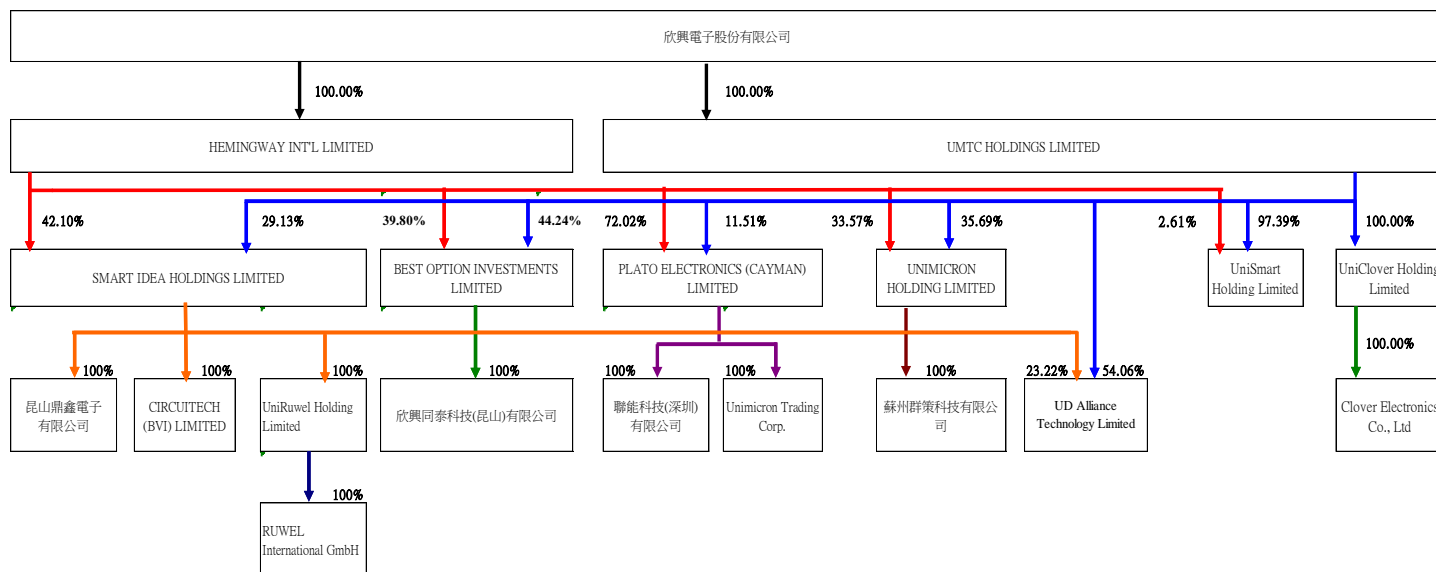 欣興電子股份有限公司
100.00%
100.00%
HEMINGWAY INT'L LIMITED
UMTC HOLDINGS LIMITED
42.10%
29.13%
39.80%
44.24%
72.02%
11.51%
33.57%
35.69%
2.61%
97.39%
100.00%
SMART IDEA HOLDINGS LIMITED
BEST OPTION INVESTMENTS
LIMITED
PLATO ELECTRONICS (CAYMAN)
LIMITED
UNIMICRON
HOLDING LIMITED
UniSmart
Holding Limited
UniClover Holding
Limited
100.00%
100%
100%
100%
100%
100%
100%
100%
23.22%
54.06%
昆山鼎鑫電子
有限公司
CIRCUITECH
(BVI) LIMITED
UniRuwel Holding
Limited
欣興同泰科技(昆山)有限公司
聯能科技(深圳)
有限公司
Unimicron Trading
Corp.
蘇州群策科技有限公
司
UD Alliance
Technology Limited
Clover Electronics
Co., Ltd
100%
RUWEL
International GmbH